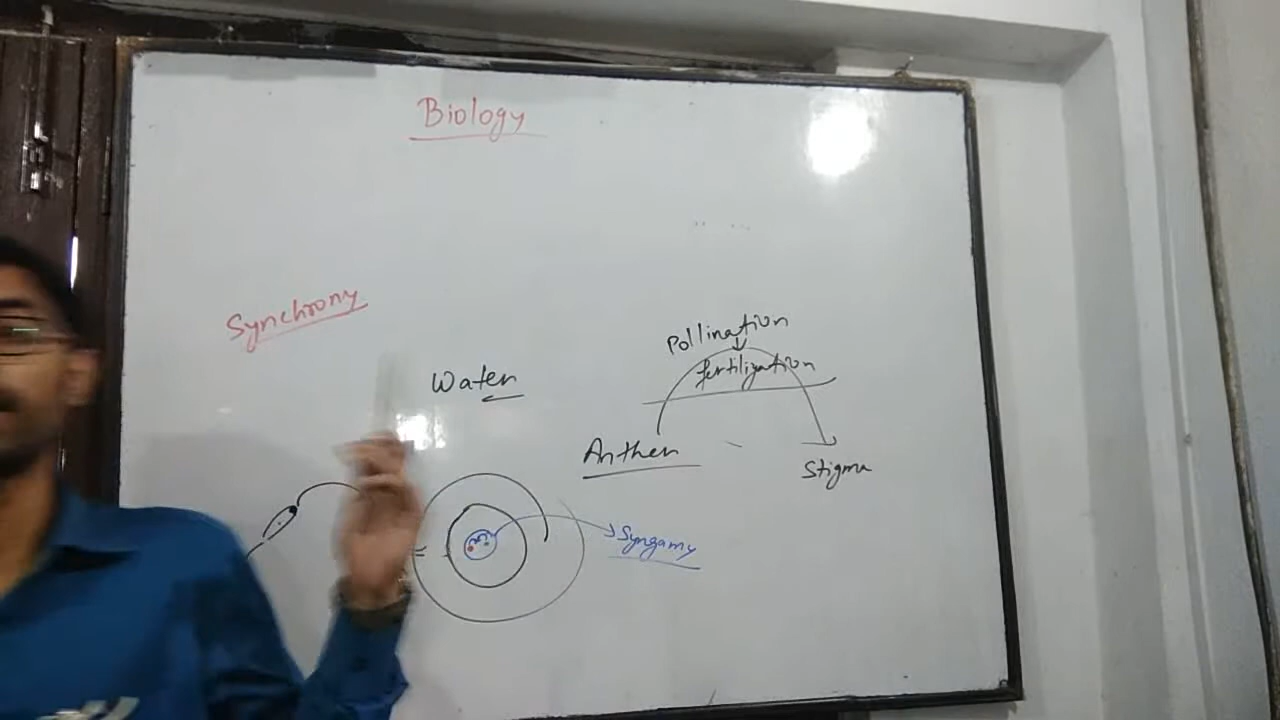 Biology
Synchrony
Pollination
fertilization
Water
Anther
Stigma
Syngamy